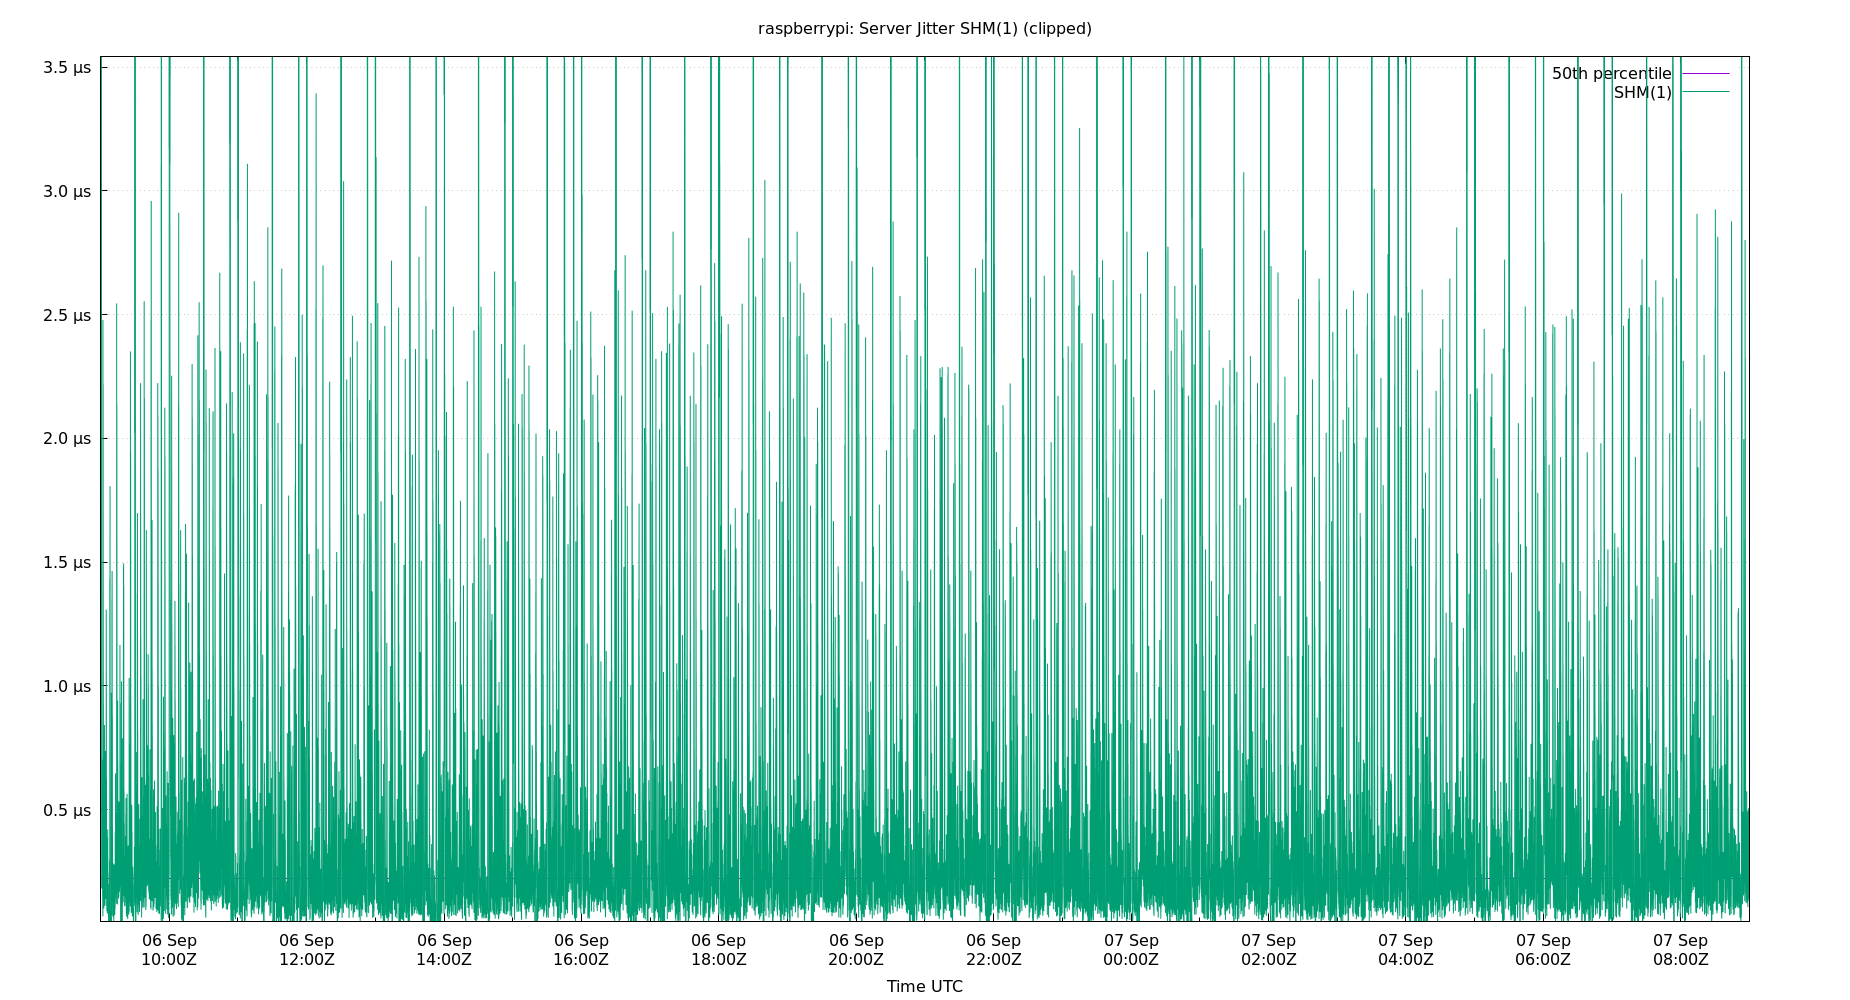 raspberrypi: Server Jitter SHM(1) (clipped)
3.5 µs
3.0 µs
2.5 µs
2.0 µs
1.5 µs
1.0 µs
0.5 µs
50th percentile
SHM(1)
06 Sep 06 Sep 06 Sep 06 Sep 06 Sep 06 Sep 06 Sep 07 Sep 07 Sep 07 Sep 07 Sep 07 Sep
10:00Z 12:00Z 14:00Z 16:00Z 18:00Z 20:00Z 22:00Z 00:00Z 02:00Z 04:00Z 06:00Z 08:00Z
Time UTC